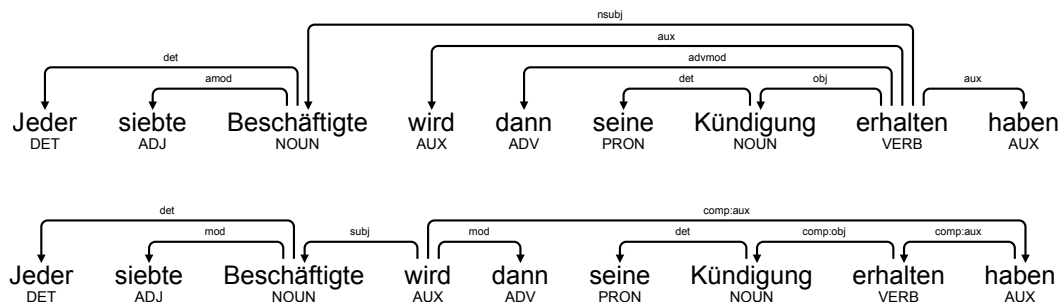 nsubj
aux
det advmod
amod det obj aux
Jeder siebte Beschäftigte wird dann seine Kündigung erhalten haben
DET ADJ NOUN AUX ADV PRON NOUN VERB AUX
det comp:aux
mod subj mod det comp:obj comp:aux
Jeder siebte Beschäftigte wird dann seine Kündigung erhalten haben
DET ADJ NOUN AUX ADV PRON NOUN VERB AUX